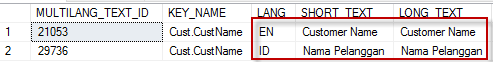 MULTILANG_TEXT_ID KEY_NAME LANG SHORT_TEXT LONG_TEXT
1 21053 Cust.CustName EN Customer Name Customer Name
2 29736 Cust.CustName ID Nama Pelanggan Nama Pelanggan